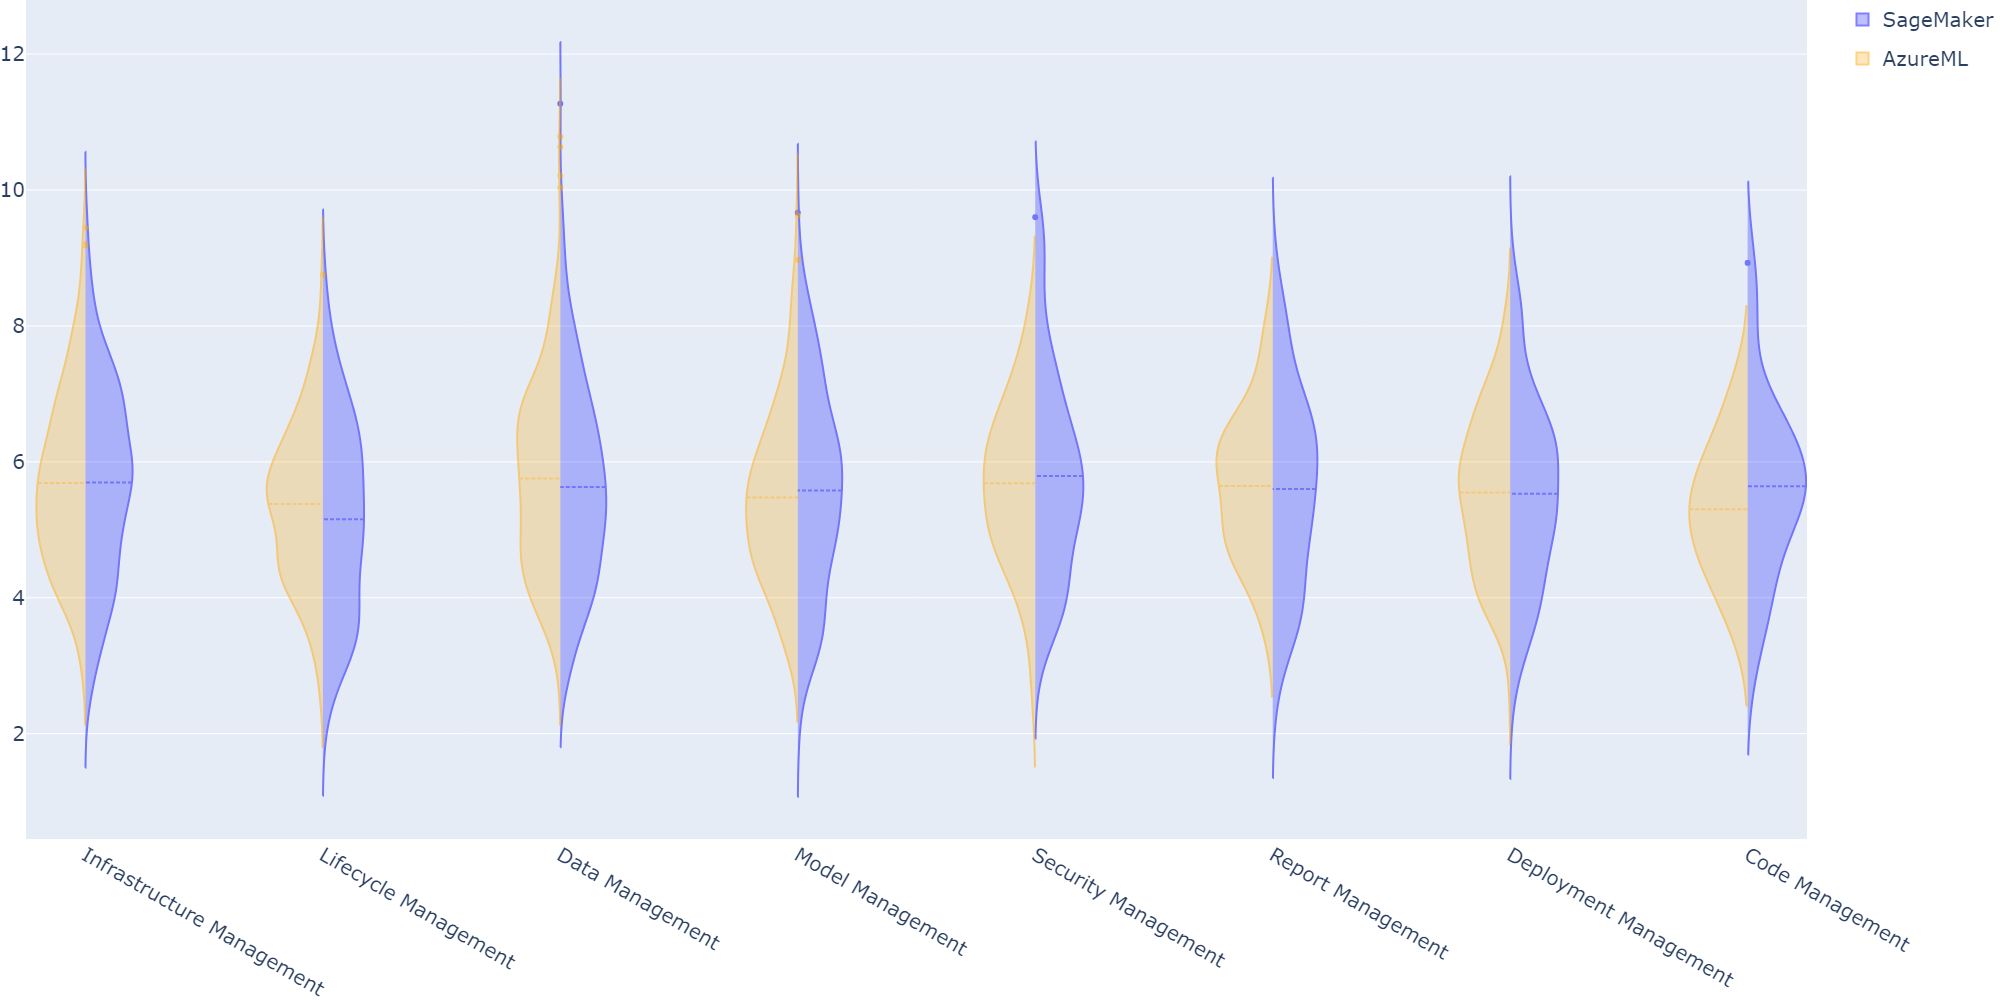 SageMaker
AzureML
12
10
8
6
4
2
Infrastructure Management
Lifecycle Management
Data Management
Model Management
Security Management
Report Management
Deployment Management
Code Management